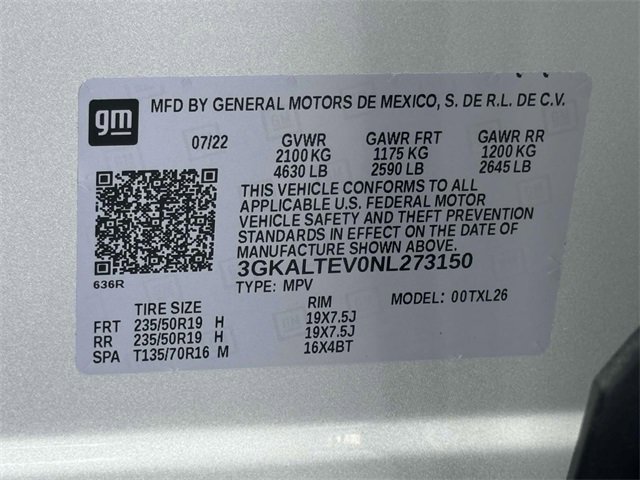 gm
MFD BY GENERAL MOTORS DE MEXICO, S. DE R.L. DE C.V.
07/22 GVWR GAWR FRT GAWR RR
2100 KG 1175 KG 1200 KG
4630 LB 2590 LB 2645 LB
THIS VEHICLE CONFORMS TO ALL
APPLICABLE U.S. FEDERAL MOTOR
VEHICLE SAFETY AND THEFT PREVENTION
STANDARDS IN EFFECT ON THE DATE OF
MANUFACTURE SHOWN ABOVE.
3GKALTEV0NL273150
636R
TYPE: MPV MODEL: 00TXL26
TIRE SIZE RIM
FRT 235/50R19 H 19X7.5J
RR 235/50R19 H 19X7.5J
SPA T135/70R16 M 16X4BT